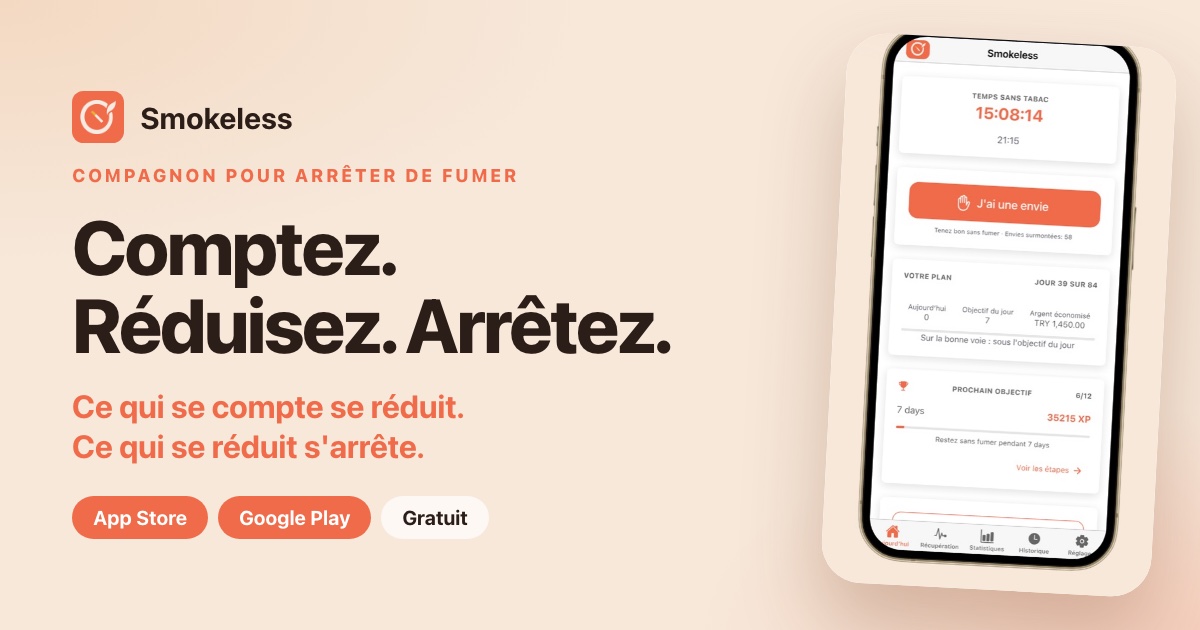 Smokeless
COMPAGNON POUR ARRÊTER DE FUMER
Comptez.
Réduisez. Arrêtez.
Ce qui se compte se réduit.
Ce qui se réduit s'arrête.
App Store
Google Play
Gratuit
Smokeless
TEMPS SANS TABAC
15:08:14
21:15
J'ai une envie
Tenez bon sans fumer · Envies surmontées: 58
VOTRE PLAN
JOUR 39 SUR 84
Aujourd'hui
0
Objectif du jour
7
Argent économisé
TRY 1,450.00
Sur la bonne voie : sous l'objectif du jour
PROCHAIN OBJECTIF
6/12
7 days
35215 XP
Restez sans fumer pendant 7 days
Voir les étapes →
Récupération
Statistiques
Historique